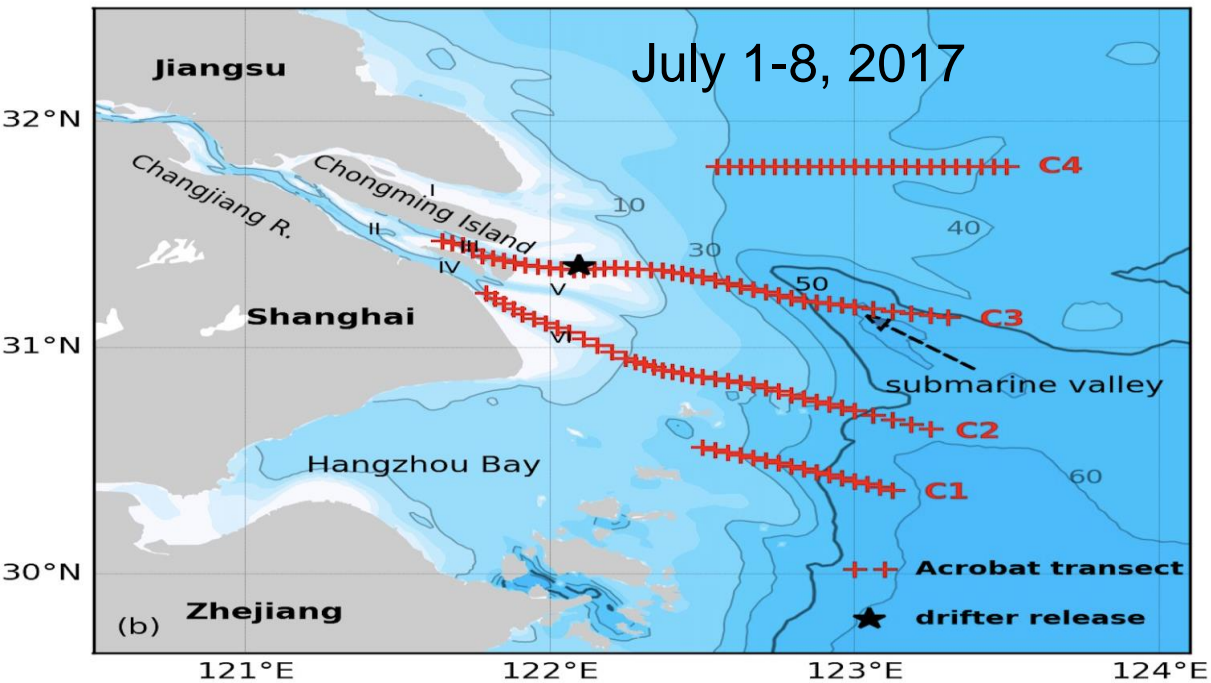 July 1-8, 2017
Jiangsu
32°N
Changjiang R.
Chongming Island
C4
I
10
II
III
40
IV
30
V
50
Shanghai
C3
31°N
VI
submarine valley
C2
Hangzhou Bay
60
C1
30°N
Acrobat transect
Zhejiang
drifter release
(b)
121°E
122°E
123°E
124°E